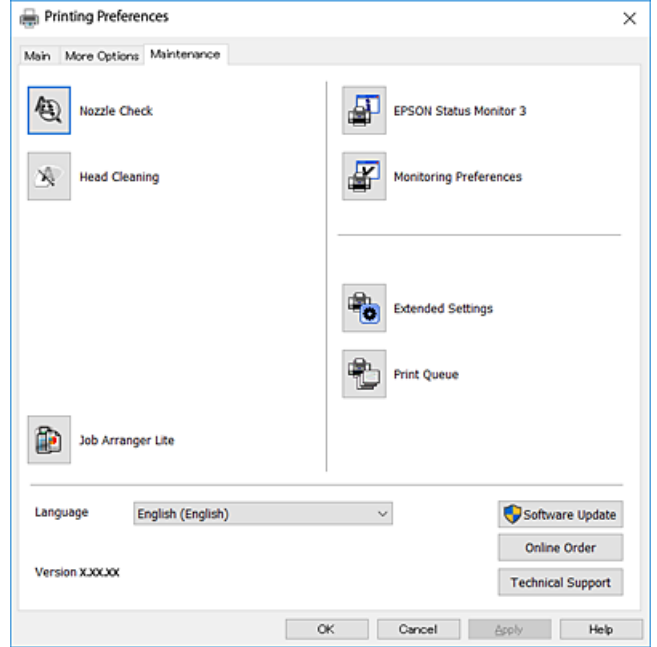 Printing Preferences
Main More Options Maintenance
Nozzle Check
EPSON Status Monitor 3
Head Cleaning
Monitoring Preferences
Extended Settings
Print Queue
Job Arranger Lite
Language English (English)
Software Update
Online Order
Version X.XX.XX
Technical Support
OK Cancel Apply Help